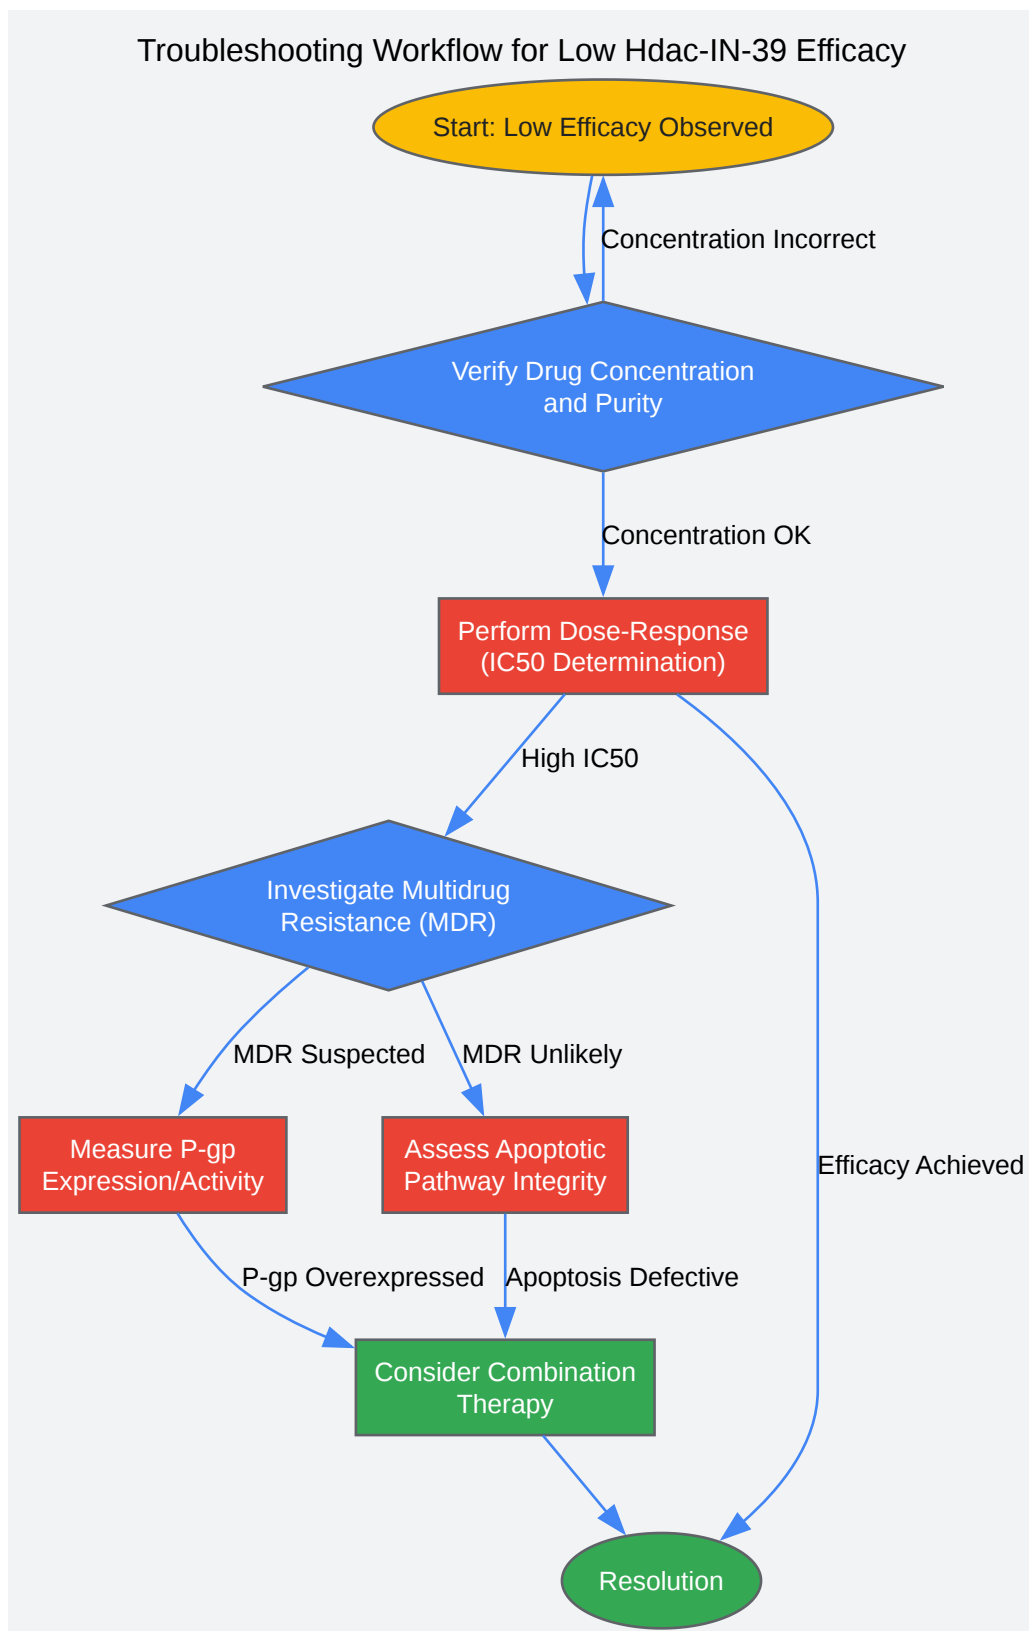 Troubleshooting Workflow for Low Hdac-IN-39 Efficacy
Start: Low Efficacy Observed
Concentration Incorrect
Verify Drug Concentration
and Purity
Concentration OK
Perform Dose-Response
(IC50 Determination)
High IC50
Investigate Multidrug
Resistance (MDR)
MDR Suspected
MDR Unlikely
Measure P-gp
Expression/Activity
Assess Apoptotic
Pathway Integrity
Efficacy Achieved
P-gp Overexpressed
Apoptosis Defective
Consider Combination
Therapy
Resolution